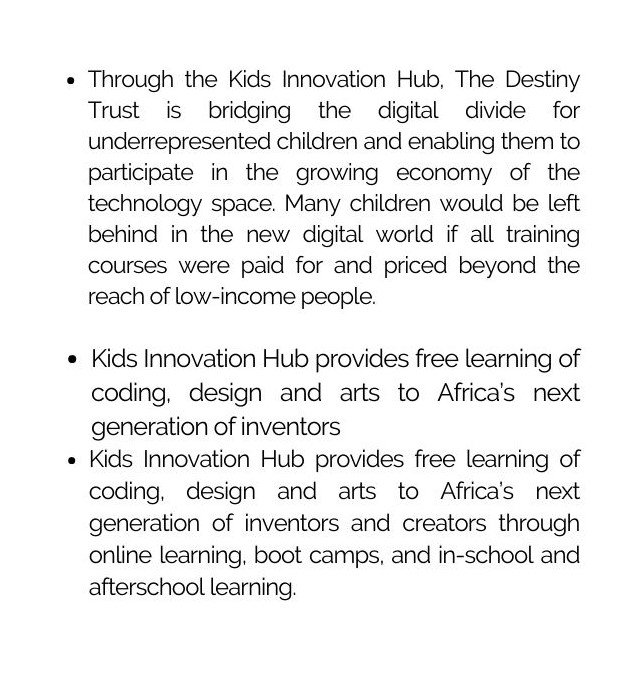 • Through the Kids Innovation Hub, The Destiny
Trust is bridging the digital divide for
underrepresented children and enabling them to
participate in the growing economy of the
technology space. Many children would be left
behind in the new digital world if all training
courses were paid for and priced beyond the
reach of low-income people.
• Kids Innovation Hub provides free learning of
coding, design and arts to Africa's next
generation of inventors
• Kids Innovation Hub provides free learning of
coding, design and arts to Africa's next
generation of inventors and creators through
online learning, boot camps, and in-school and
afterschool learning.